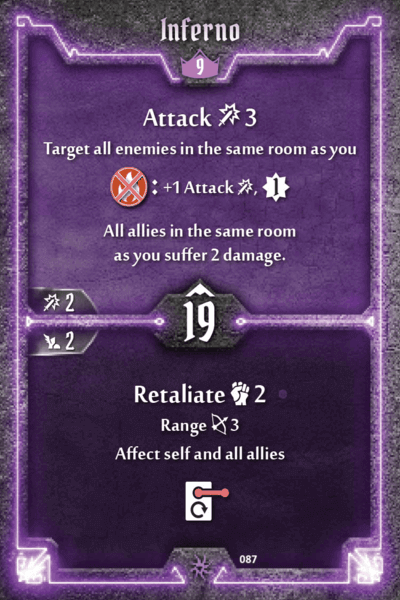 Inferno
9
Attack 3
Target all enemies in the same room as you
: +1 Attack , 1
All allies in the same room
as you suffer 2 damage.
2
19
2
Retaliate 2
Range 3
Affect self and all allies
087